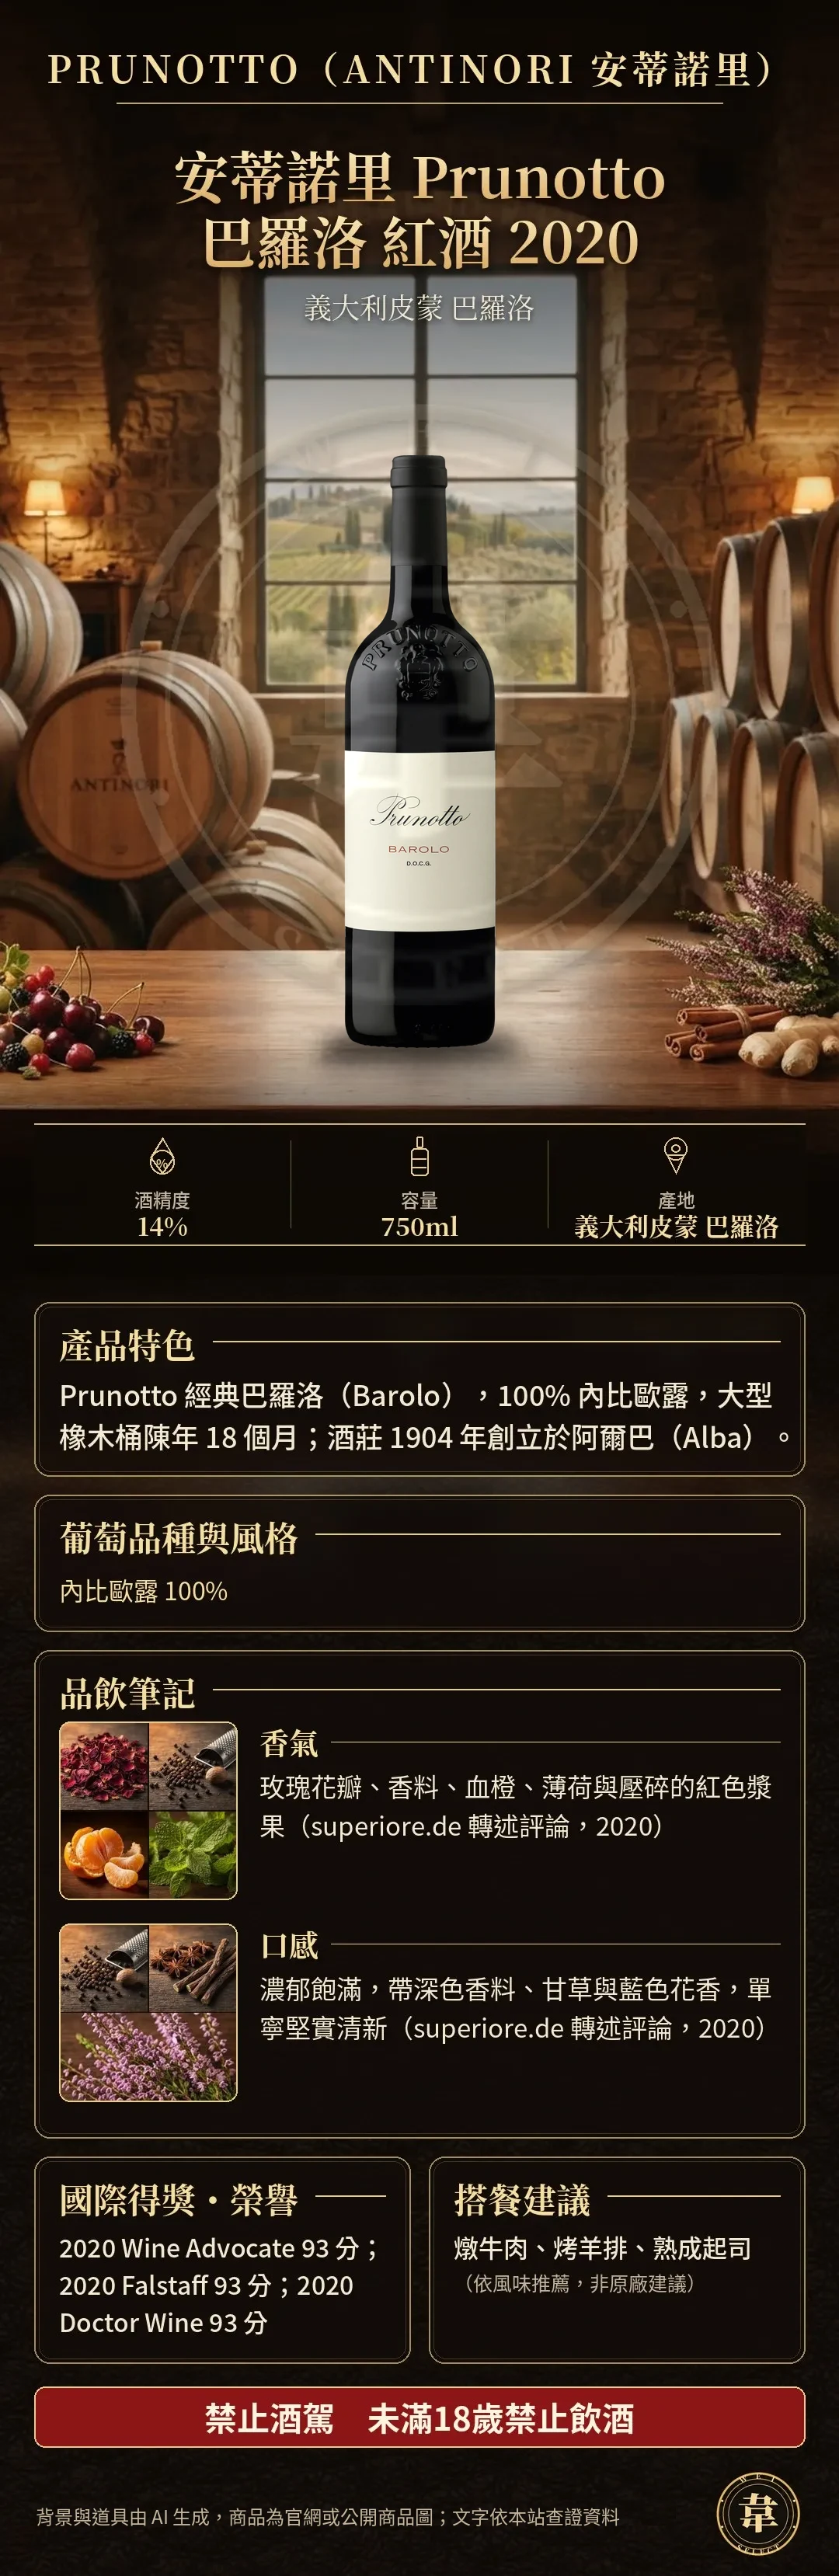 PRUNOTTO（ANTINORI 安蒂諾里）
安蒂諾里 Prunotto
巴羅洛 紅酒 2020
義大利皮蒙 巴羅洛
PRUNOTTO
ANTINORI
Prunotto
BAROLO
D.O.C.G.
酒精度
14%
容量
750ml
產地
義大利皮蒙 巴羅洛
產品特色
Prunotto 經典巴羅洛（Barolo），100% 內比歐露，大型
橡木桶陳年 18 個月；酒莊 1904 年創立於阿爾巴（Alba）。
葡萄品種與風格
內比歐露 100%
品飲筆記
香氣
玫瑰花瓣、香料、血橙、薄荷與壓碎的紅色漿
果（superiore.de 轉述評論，2020）
口感
濃郁飽滿，帶深色香料、甘草與藍色花香，單
寧堅實清新（superiore.de 轉述評論，2020）
國際得獎・榮譽
2020 Wine Advocate 93 分；
2020 Falstaff 93 分；2020
Doctor Wine 93 分
搭餐建議
燉牛肉、烤羊排、熟成起司
（依風味推薦，非原廠建議）
禁止酒駕　未滿18歲禁止飲酒
背景與道具由 AI 生成，商品為官網或公開商品圖；文字依本站查證資料
WEI
韋
SELECT